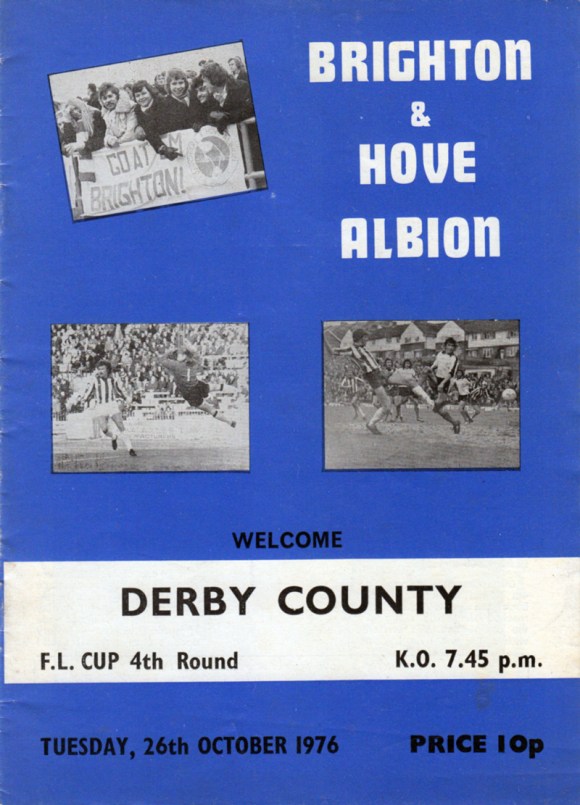 BRIGHTON
&
HOVE
ALBION
GO AT 'EM
BRIGHTON!
WELCOME
DERBY COUNTY
F.L. CUP 4th Round
K.O. 7.45 p.m.
TUESDAY, 26th OCTOBER 1976
PRICE 10p